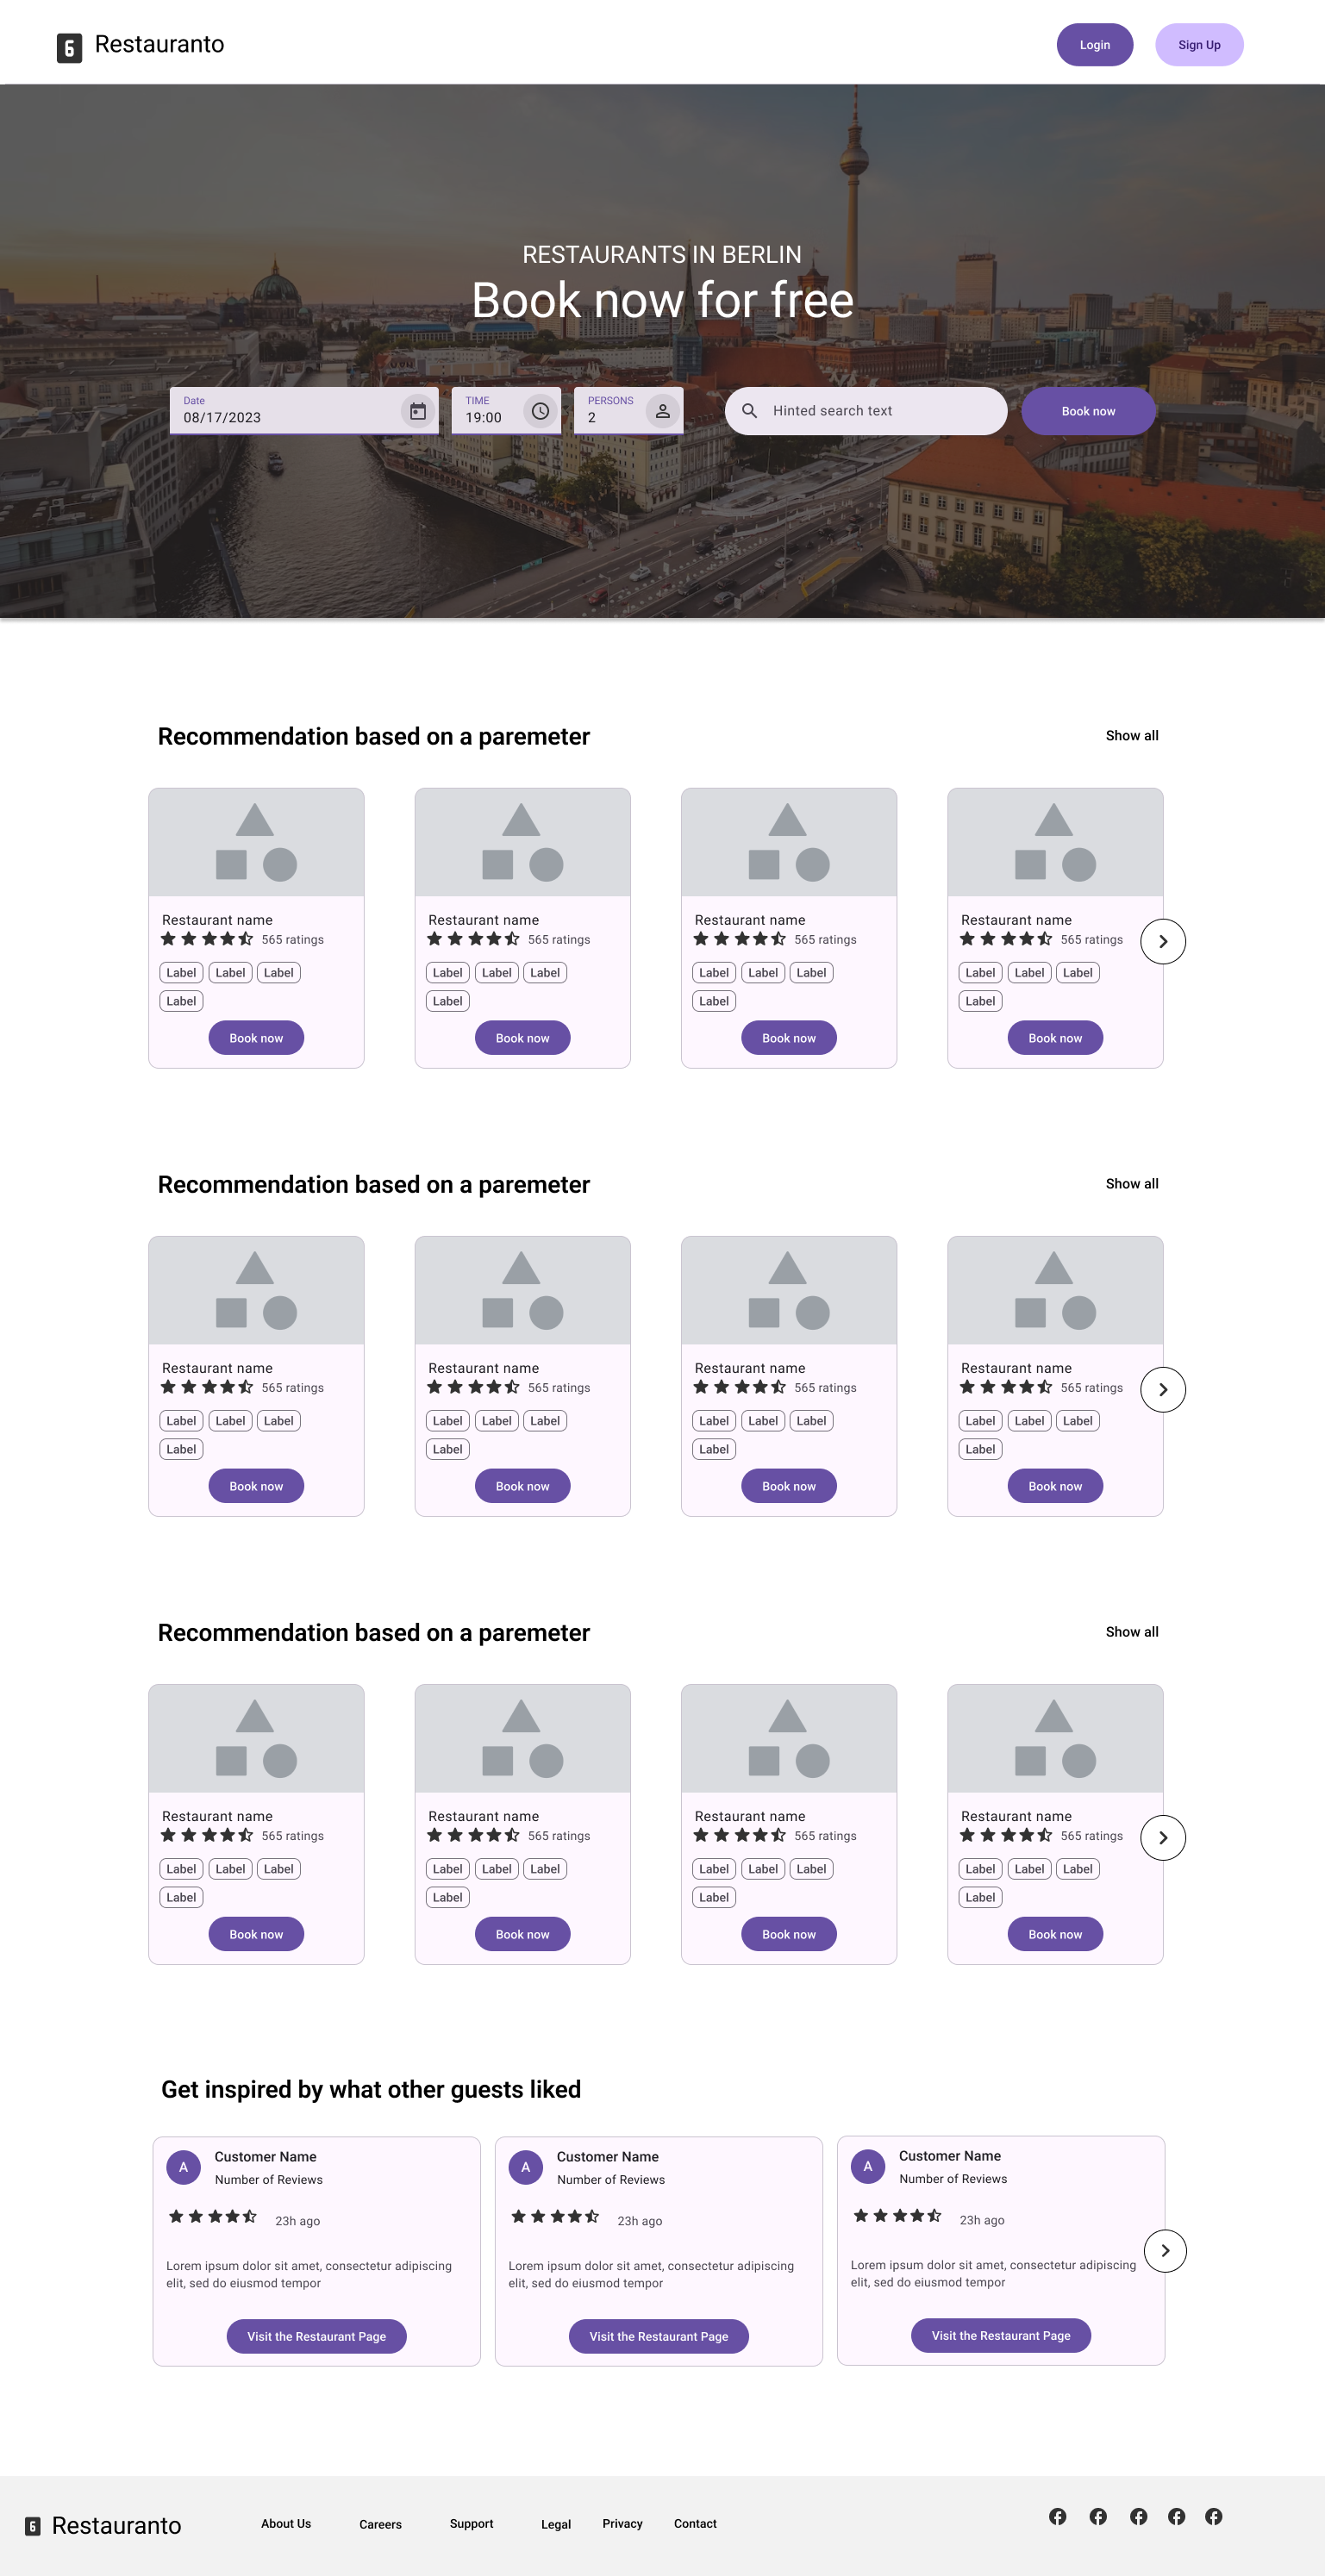 6 Restauranto
Login
Sign Up
RESTAURANTS IN BERLIN
Book now for free
Date
08/17/2023
TIME
19:00
PERSONS
2
Hinted search text
Book now
Recommendation based on a paremeter
Show all
Restaurant name
565 ratings
Label Label Label
Label
Book now
Restaurant name
565 ratings
Label Label Label
Label
Book now
Restaurant name
565 ratings
Label Label Label
Label
Book now
Restaurant name
565 ratings
Label Label Label
Label
Book now
Recommendation based on a paremeter
Show all
Restaurant name
565 ratings
Label Label Label
Label
Book now
Restaurant name
565 ratings
Label Label Label
Label
Book now
Restaurant name
565 ratings
Label Label Label
Label
Book now
Restaurant name
565 ratings
Label Label Label
Label
Book now
Recommendation based on a paremeter
Show all
Restaurant name
565 ratings
Label Label Label
Label
Book now
Restaurant name
565 ratings
Label Label Label
Label
Book now
Restaurant name
565 ratings
Label Label Label
Label
Book now
Restaurant name
565 ratings
Label Label Label
Label
Book now
Get inspired by what other guests liked
A
Customer Name
Number of Reviews
23h ago
Lorem ipsum dolor sit amet, consectetur adipiscing
elit, sed do eiusmod tempor
Visit the Restaurant Page
A
Customer Name
Number of Reviews
23h ago
Lorem ipsum dolor sit amet, consectetur adipiscing
elit, sed do eiusmod tempor
Visit the Restaurant Page
A
Customer Name
Number of Reviews
23h ago
Lorem ipsum dolor sit amet, consectetur adipiscing
elit, sed do eiusmod tempor
Visit the Restaurant Page
6 Restauranto
About Us
Careers
Support
Legal
Privacy
Contact